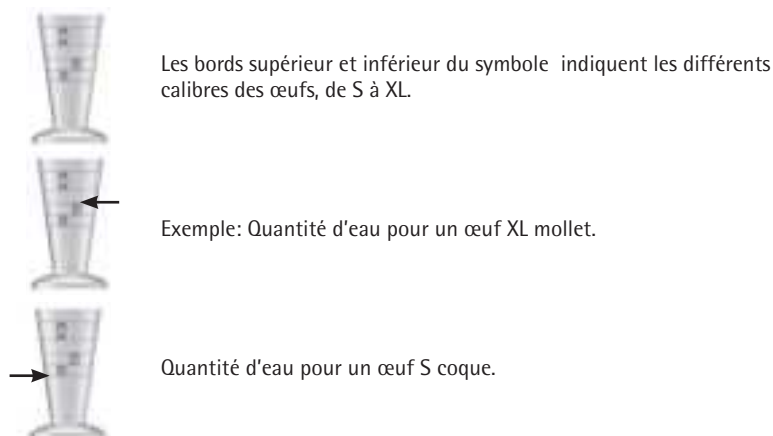 Les bords supérieur et inférieur du symbole indiquent les différents
calibres des œufs, de S à XL.
Exemple: Quantité d'eau pour un œuf XL mollet.
Quantité d'eau pour un œuf S coque.